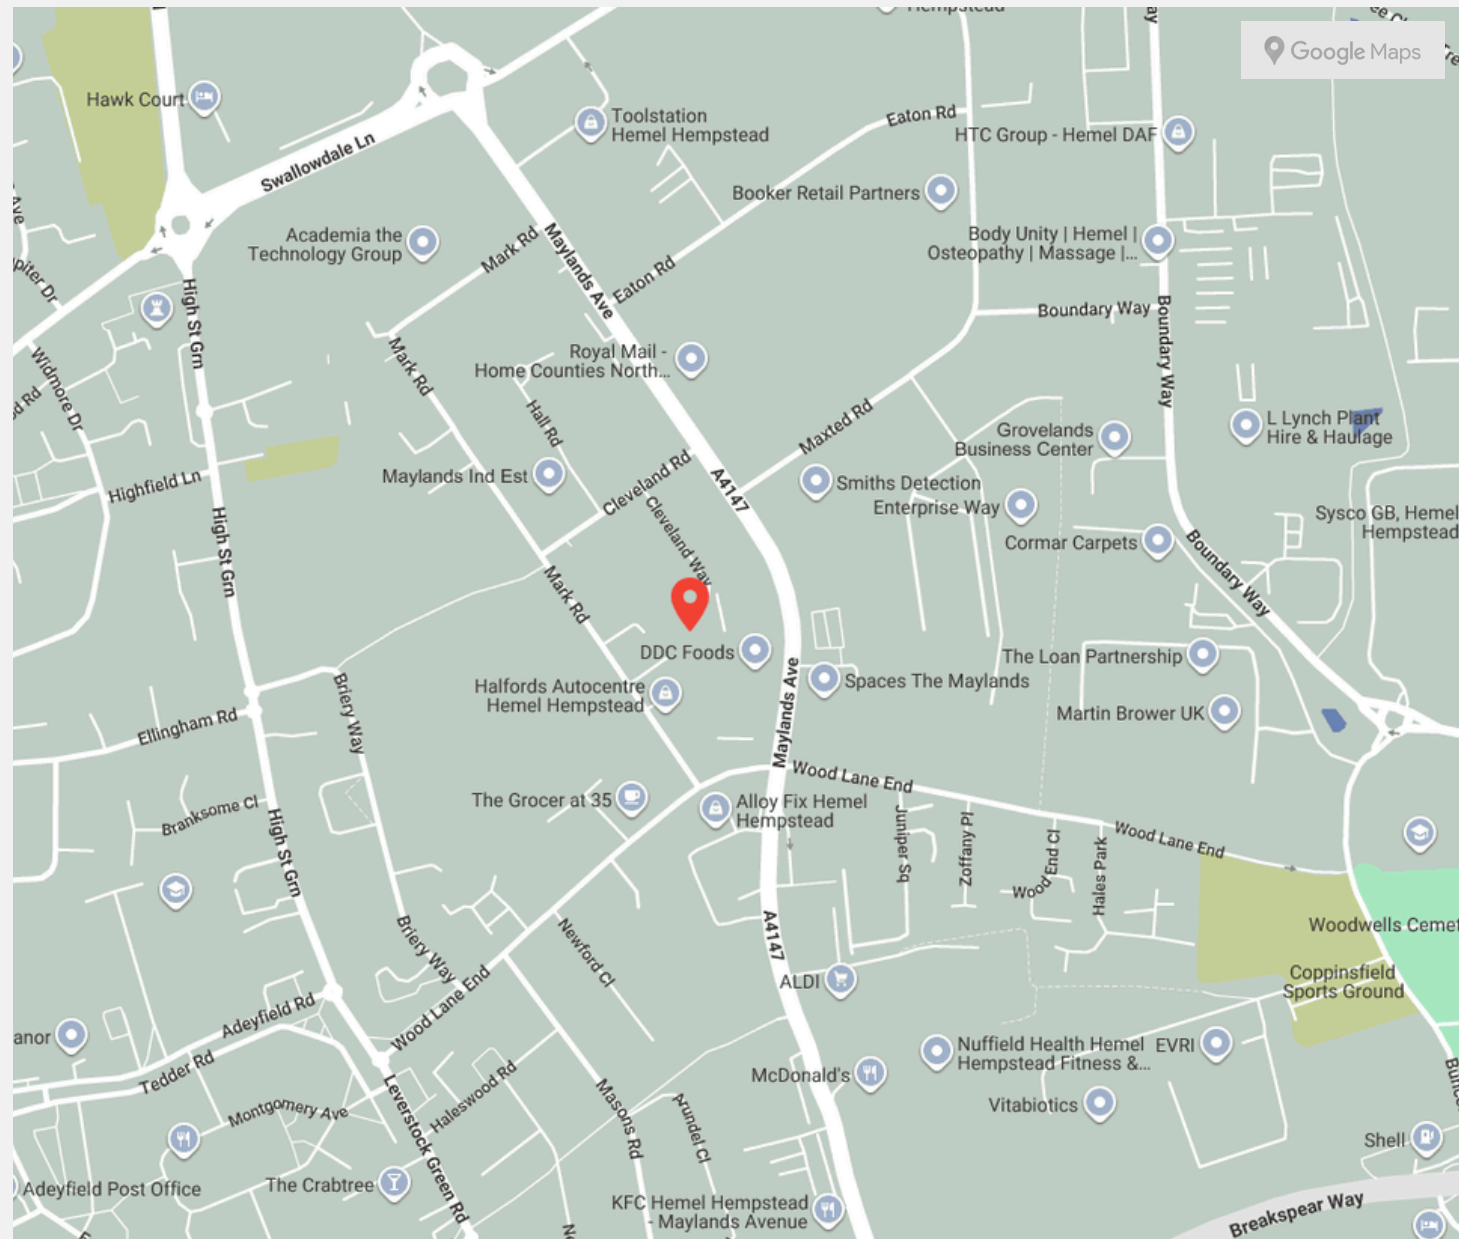 Hempstead
Google Maps
Hawk Court
Toolstation
Hemel Hempstead
Eaton Rd
HTC Group - Hemel DAF
Swallowdale Ln
Booker Retail Partners
Academia the
Technology Group
Mark Rd
Maylands Ave
Body Unity | Hemel |
Osteopathy | Massage |...
Eaton Rd
High St Grn
Boundary Way
Boundary Way
Widmore Dr
Mark Rd
Royal Mail -
Home Counties North...
Hall Rd
Maxted Rd
Grovelands
Business Center
L Lynch Plant
Hire & Haulage
Highfield Ln
Maylands Ind Est
Cleveland Rd
A4147
Smiths Detection
Enterprise Way
High St Grn
Cleveland Way
Cormar Carpets
Sysco GB, Hemel
Hempstead
Boundary Way
Mark Rd
DDC Foods
The Loan Partnership
Spaces The Maylands
Halfords Autocentre
Hemel Hempstead
Maylands Ave
Martin Brower UK
Ellingham Rd
Briery Way
Wood Lane End
The Grocer at 35
Alloy Fix Hemel
Hempstead
Branksome Cl
High St Grn
Juniper Sq
Zoffany Pl
Wood End Cl
Hales Park
Wood Lane End
Briery Way
Newford Cl
A4147
Woodwells Cemet
ALDI
Coppinsfield
Sports Ground
Adeyfield Rd
Wood Lane End
anor
Tedder Rd
Nuffield Health Hemel
Hempstead Fitness &...
EVRI
McDonald's
Vitabiotics
Montgomery Ave
Leverstock Green Rd
Haleswood Rd
Masons Rd
Arundel Cl
Shell
Adeyfield Post Office
The Crabtree
KFC Hemel Hempstead
- Maylands Avenue
Breakspear Way